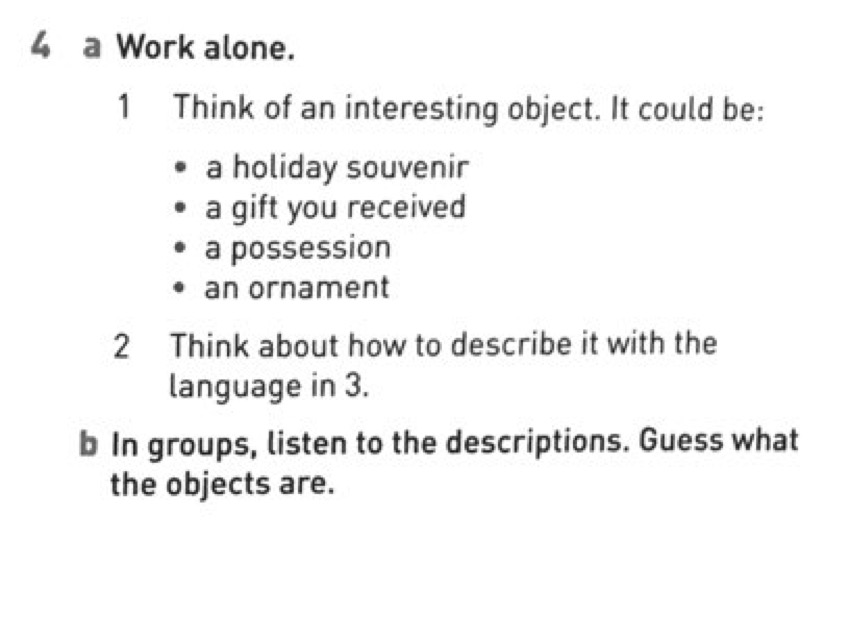 4 a Work alone.
1 Think of an interesting object. It could be:
• a holiday souvenir
• a gift you received
• a possession
• an ornament
2 Think about how to describe it with the
language in 3.
b In groups, listen to the descriptions. Guess what
the objects are.